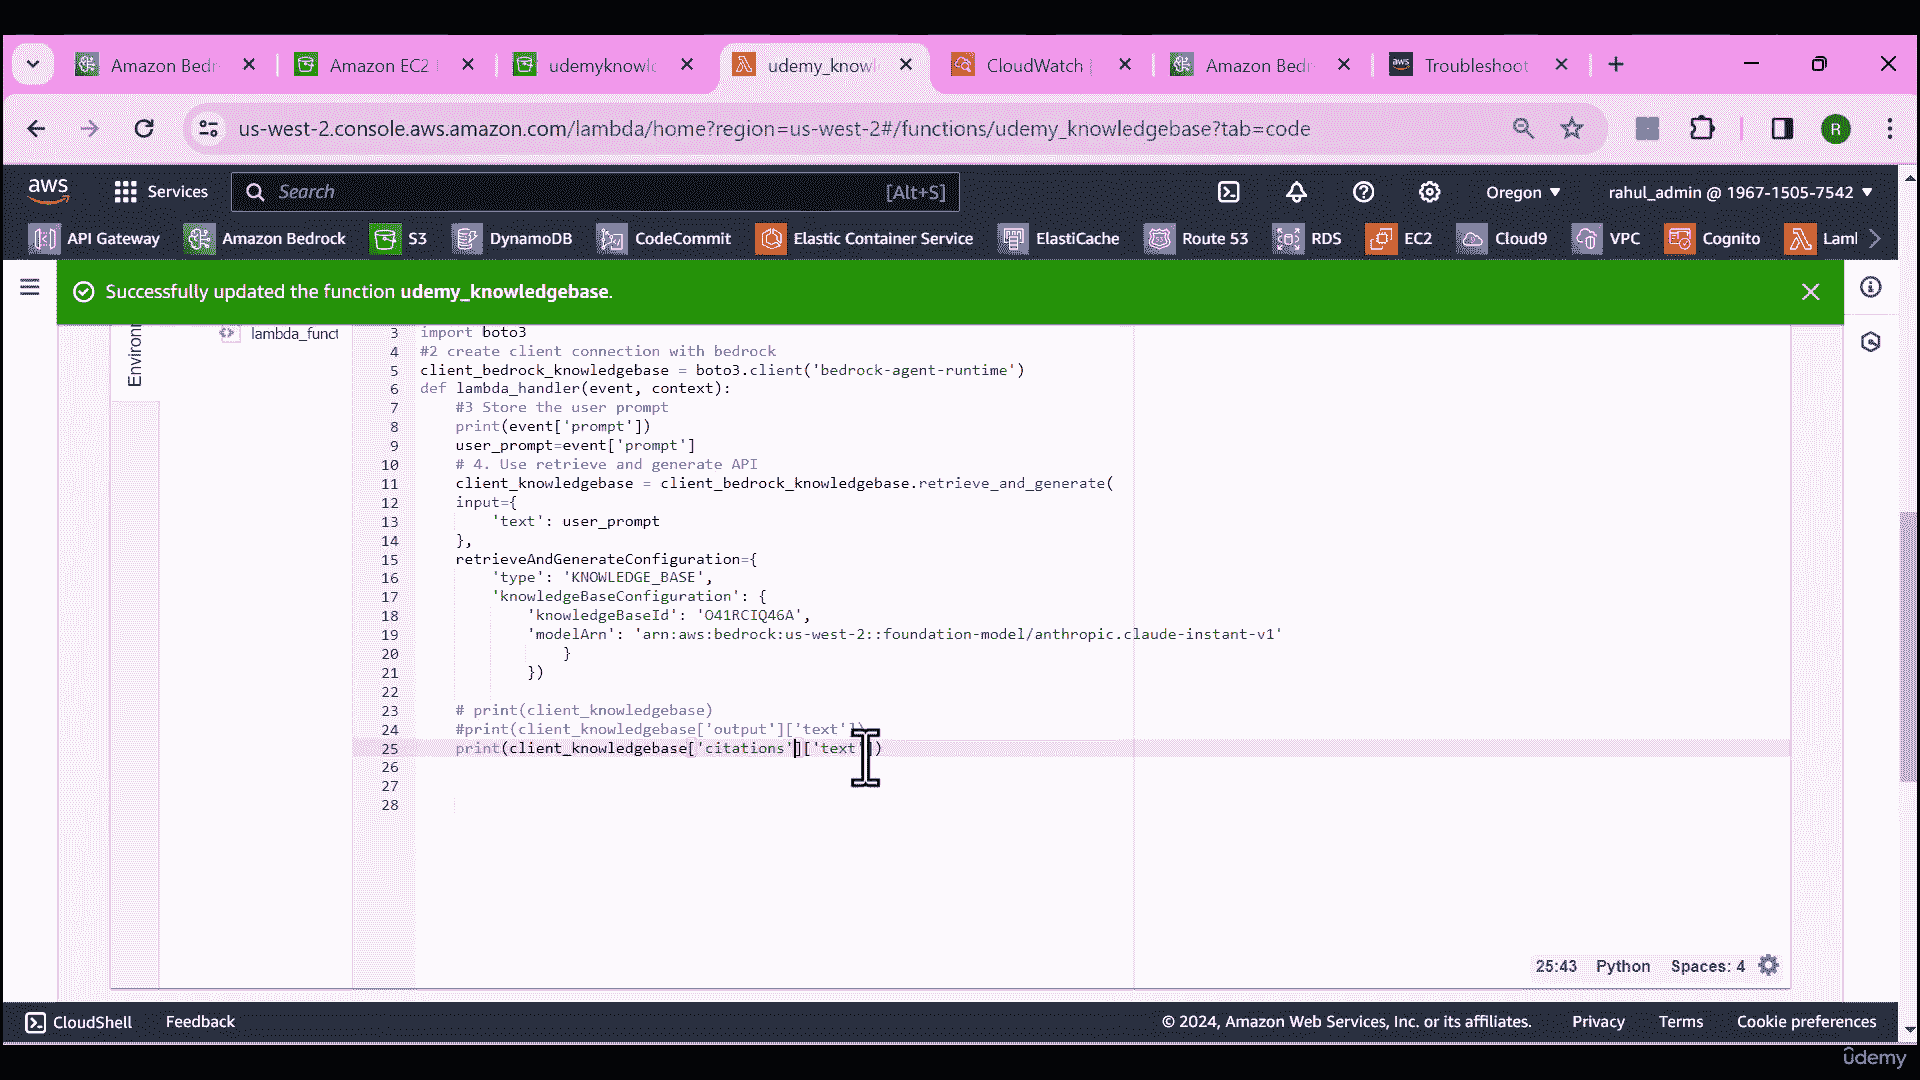 Amazon Bedr
Amazon EC2
udemyknowlc
udemy_knowl
CloudWatch
Amazon Bedr
Troubleshoot
us-west-2.console.aws.amazon.com/lambda/home?region=us-west-2#/functions/udemy_knowledgebase?tab=code
R
aws
Services
Search
[Alt+S]
Oregon
rahul_admin @ 1967-1505-7542
API Gateway
Amazon Bedrock
S3
DynamoDB
CodeCommit
Elastic Container Service
ElastiCache
Route 53
RDS
EC2
Cloud9
VPC
Cognito
Laml
Successfully updated the function udemy_knowledgebase.
Environ
lambda_funct
3 import boto3
4 #2 create client connection with bedrock
5 client_bedrock_knowledgebase = boto3.client('bedrock-agent-runtime')
6 def lambda_handler(event, context):
7 #3 Store the user prompt
8 print(event['prompt'])
9 user_prompt=event['prompt']
10 # 4. Use retrieve and generate API
11 client_knowledgebase = client_bedrock_knowledgebase.retrieve_and_generate(
12 input={
13 'text': user_prompt
14 },
15 retrieveAndGenerateConfiguration={
16 'type': 'KNOWLEDGE_BASE',
17 'knowledgeBaseConfiguration': {
18 'knowledgeBaseId': 'O41RCIQ46A',
19 'modelArn': 'arn:aws:bedrock:us-west-2::foundation-model/anthropic.claude-instant-v1'
20 }
21 })
22
23 # print(client_knowledgebase)
24 #print(client_knowledgebase['output']['text'])
25 print(client_knowledgebase['citations']['text'])
26
27
28
25:43 Python Spaces: 4
CloudShell
Feedback
© 2024, Amazon Web Services, Inc. or its affiliates.
Privacy
Terms
Cookie preferences
udemy